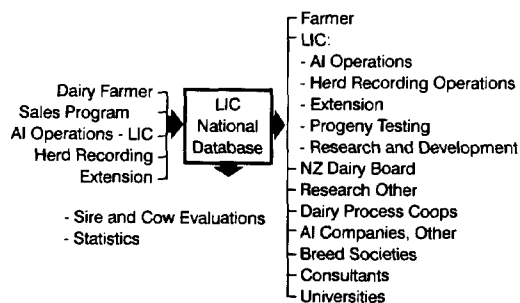 Dairy Farmer
Sales Program
AI Operations - LIC
Herd Recording
Extension
LIC
National
Database
- Sire and Cow Evaluations
- Statistics
Farmer
LIC:
- AI Operations
- Herd Recording Operations
- Extension
- Progeny Testing
- Research and Development
NZ Dairy Board
Research Other
Dairy Process Coops
AI Companies, Other
Breed Societies
Consultants
Universities